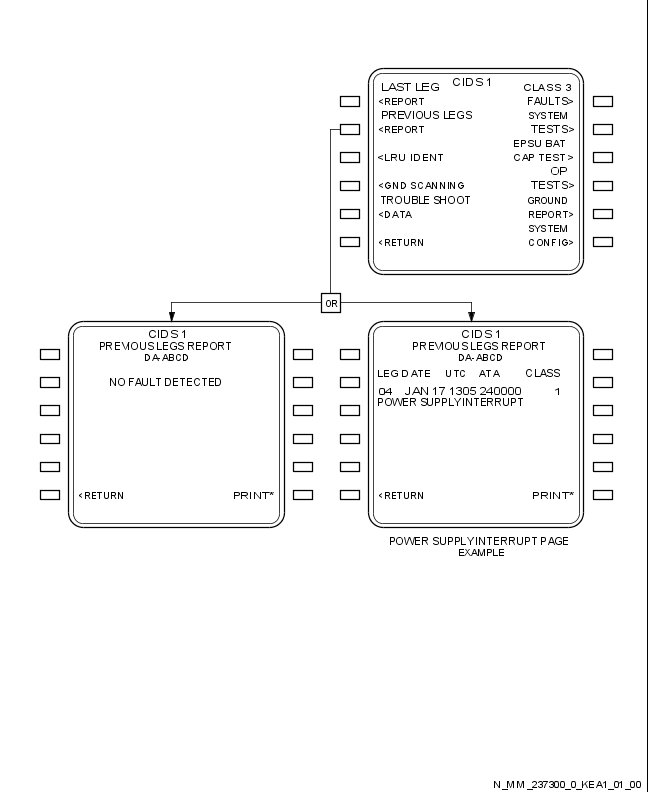 CIDS 1
LAST LEG CLASS 3
<REPORT FAULTS>
PREVIOUS LEGS SYSTEM
<REPORT TESTS>
EPSU BAT
<LRU IDENT CAP TEST>
OP
<GND SCANNING TESTS>
TROUBLE SHOOT GROUND
<DATA REPORT>
SYSTEM
<RETURN CONFIG>
OR
CIDS 1
PREVIOUS LEGS REPORT
DA-ABCD
NO FAULT DETECTED
<RETURN PRINT*
CIDS 1
PREVIOUS LEGS REPORT
DA-ABCD
LEG DATE UTC ATA CLASS
04 JAN 17 1305 240000 1
POWER SUPPLY INTERRUPT
<RETURN PRINT*
POWER SUPPLY INTERRUPT PAGE
EXAMPLE
N_MM_237300_0_KEA1_01_00